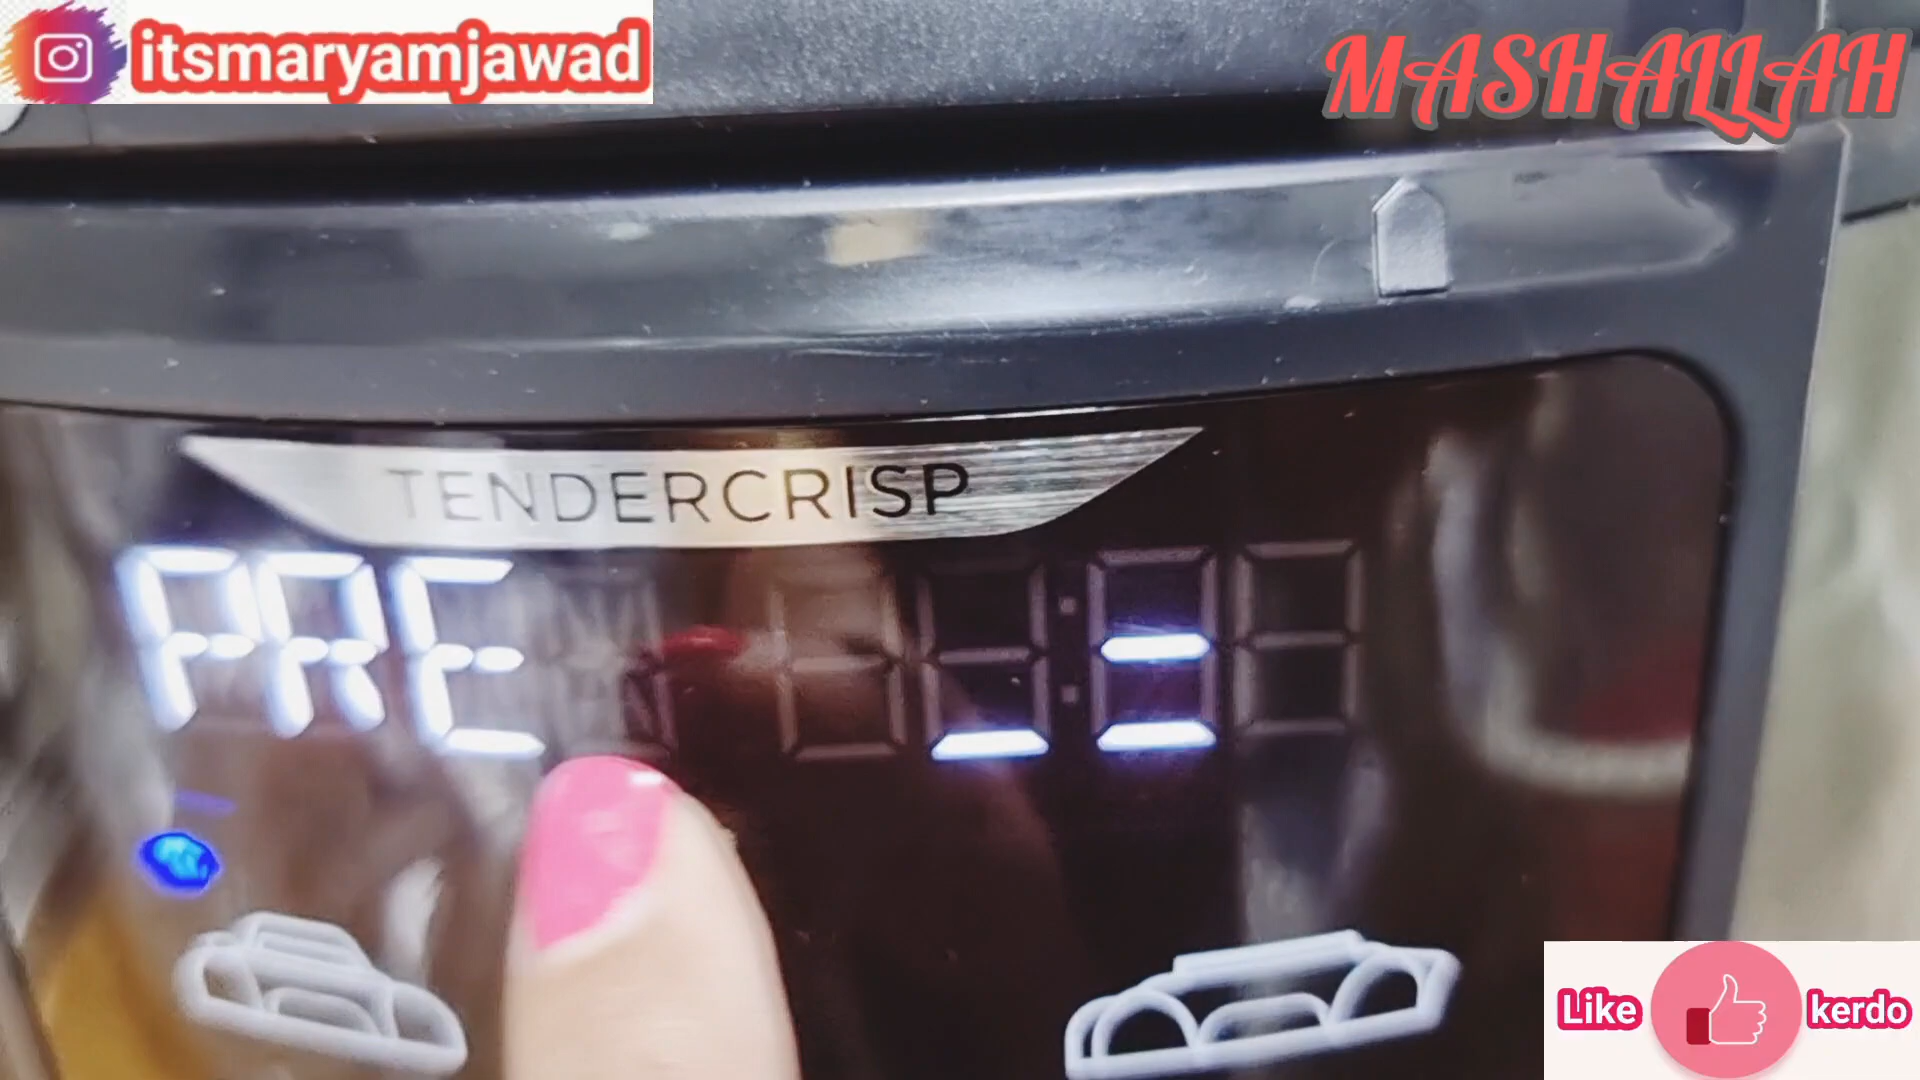 itsmaryamjawad
MASHALLAH
TENDERCRISP
PRE
Like kerdo